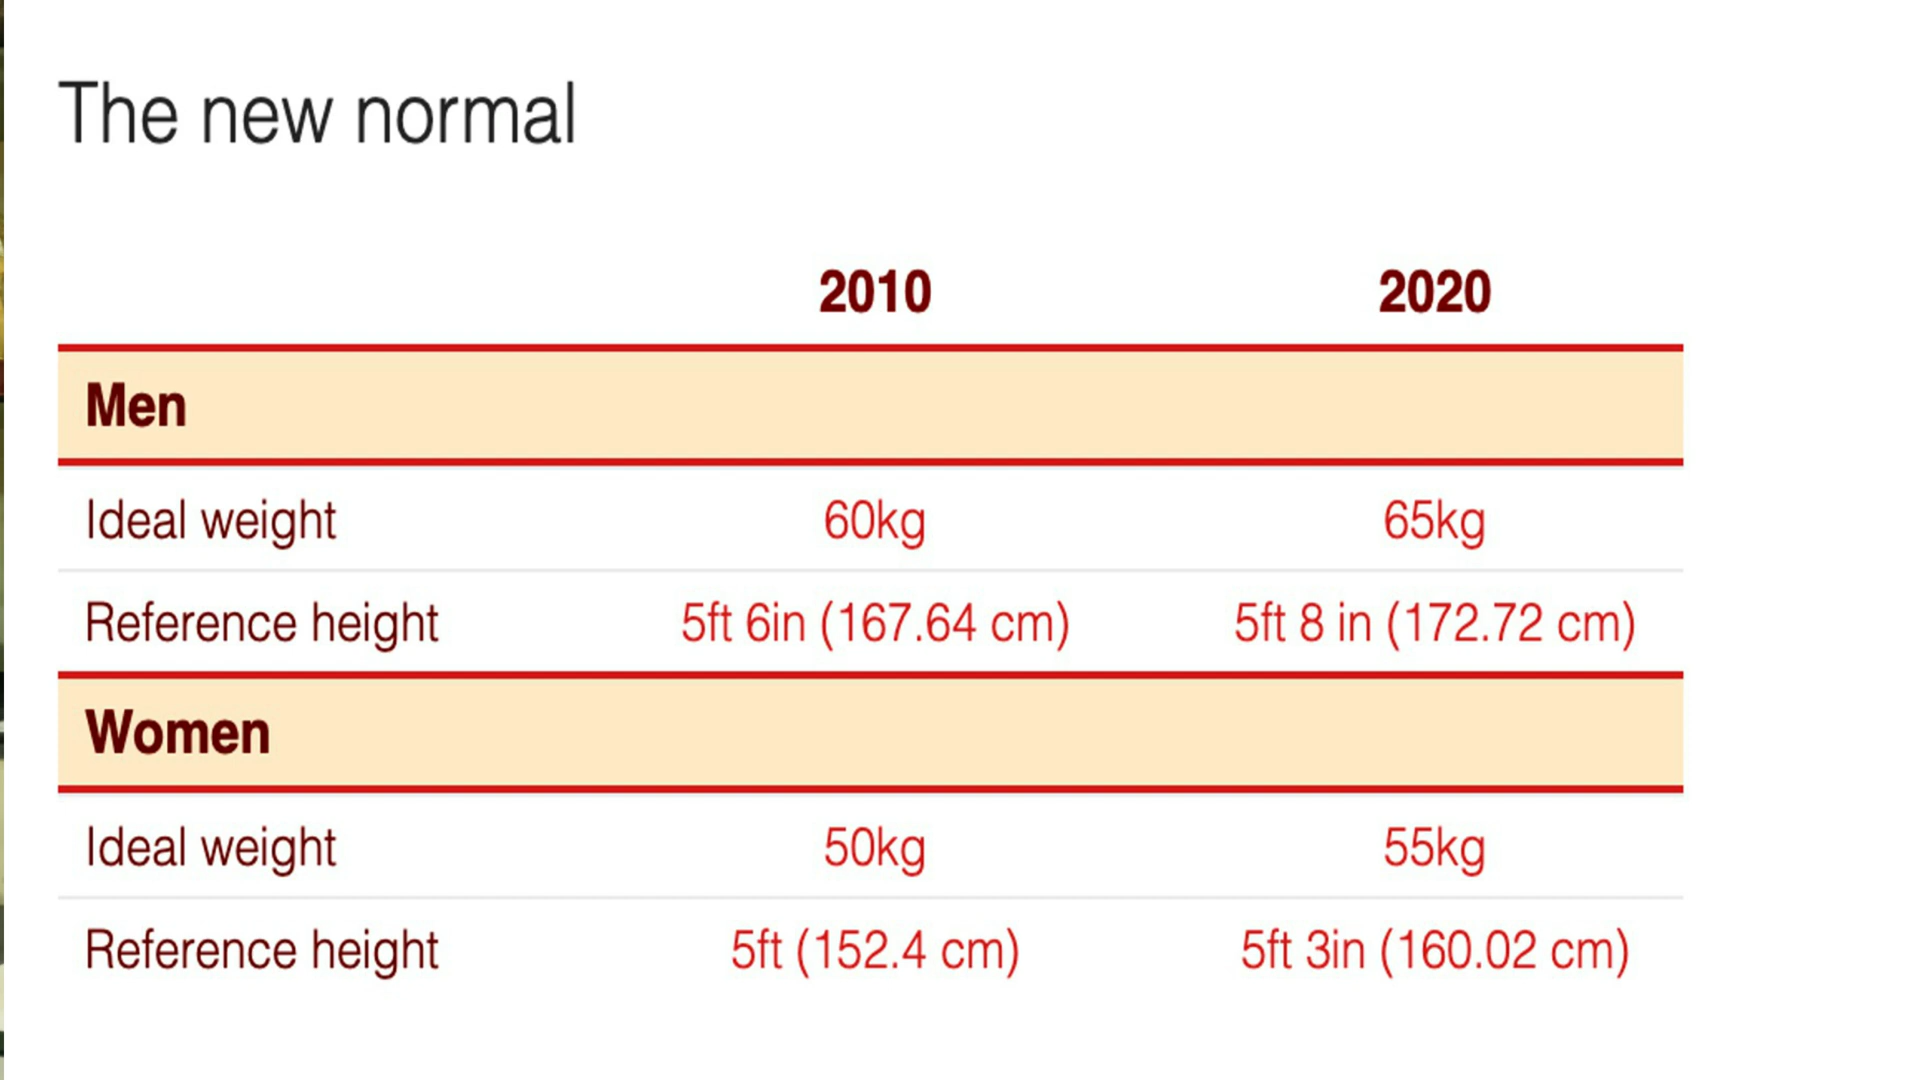 The new normal
2010 2020
Men
Ideal weight 60kg 65kg
Reference height 5ft 6in (167.64 cm) 5ft 8 in (172.72 cm)
Women
Ideal weight 50kg 55kg
Reference height 5ft (152.4 cm) 5ft 3in (160.02 cm)